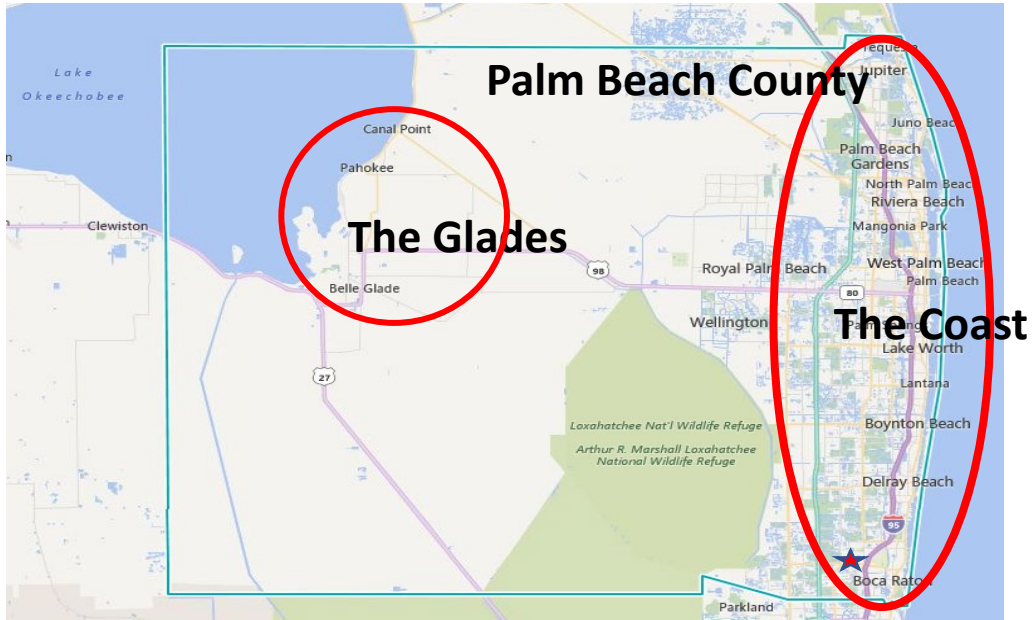 Tequesta
Lake
Okeechobee
Palm Beach County
Jupiter
Juno Beach
Canal Point
Palm Beach
Gardens
Pahokee
North Palm Beach
Riviera Beach
Clewiston
The Glades
Mangonia Park
98
Royal Palm Beach
West Palm Beach
Palm Beach
Belle Glade
80
Wellington
The Coast
Palm Springs
Lake Worth
27
Lantana
Loxahatchee Nat'l Wildlife Refuge
Boynton Beach
Arthur R. Marshall Loxahatchee
National Wildlife Refuge
Delray Beach
95
Boca Raton
Parkland